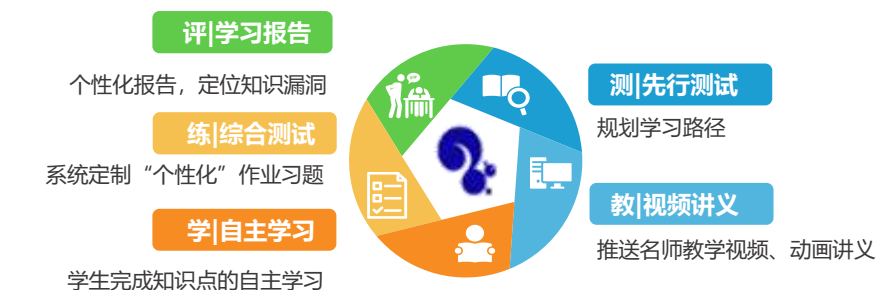 评|学习报告
个性化报告，定位知识漏洞
练|综合测试
系统定制“个性化”作业习题
学|自主学习
学生完成知识点的自主学习
测|先行测试
规划学习路径
教|视频讲义
推送名师教学视频、动画讲义